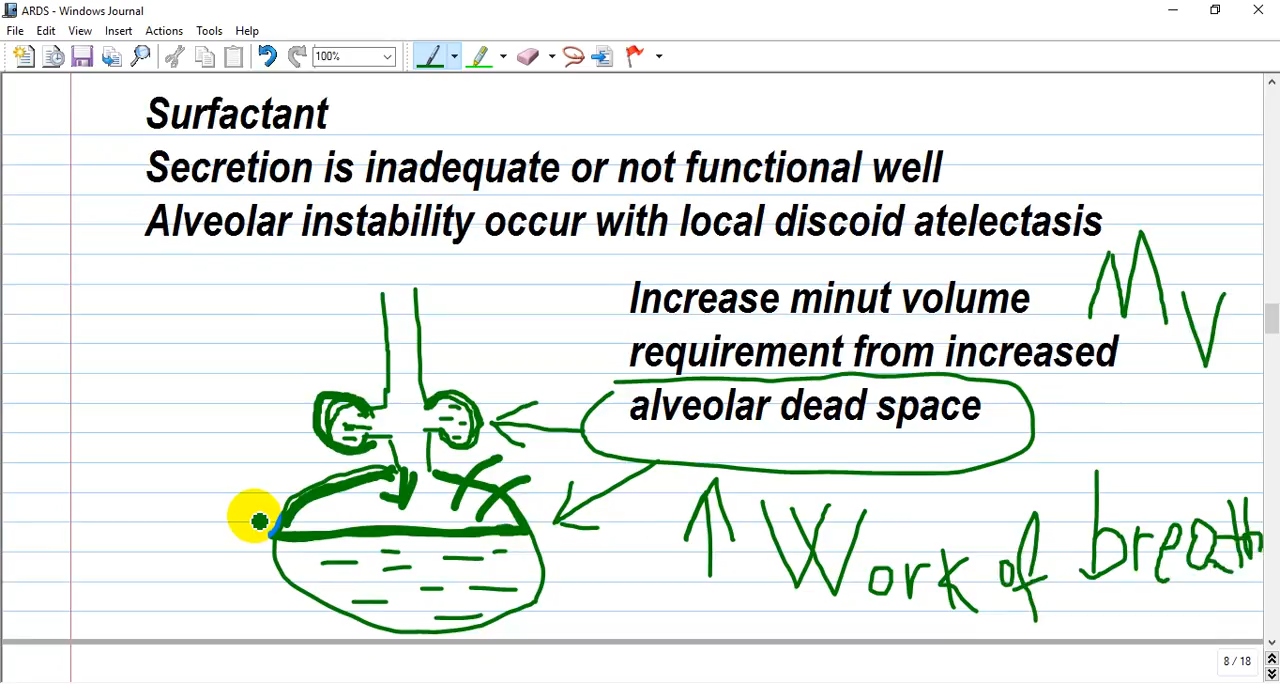 ARDS - Windows Journal
File Edit View Insert Actions Tools Help
100%
Surfactant
Secretion is inadequate or not functional well
Alveolar instability occur with local discoid atelectasis
Increase minut volume
requirement from increased
alveolar dead space
MV
Work of breath
8 / 18